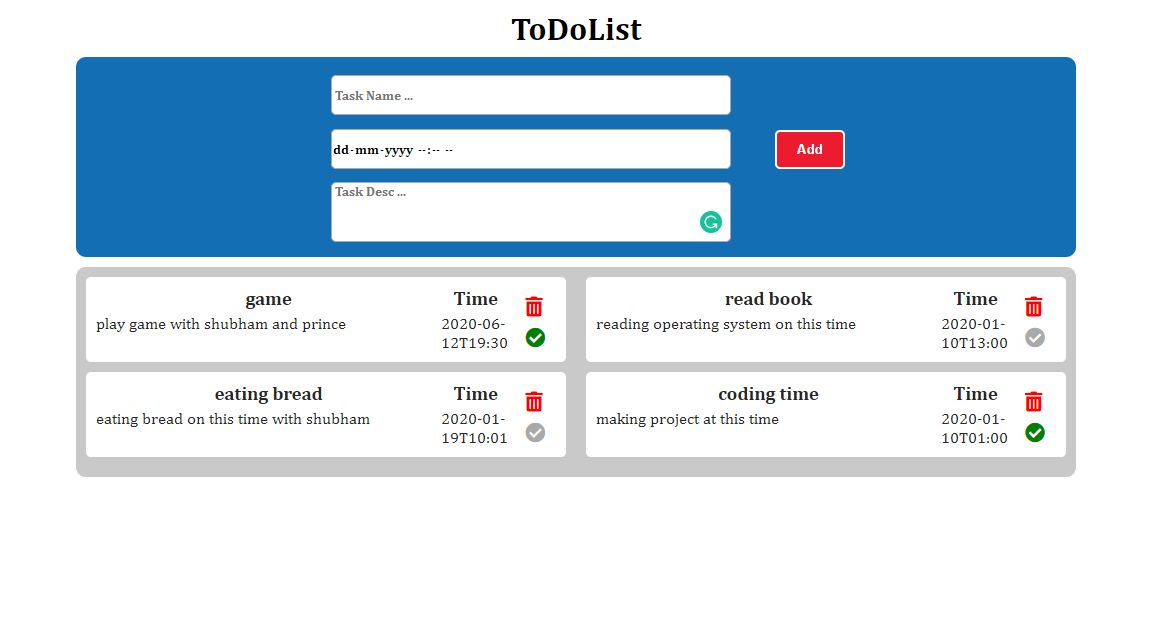 ToDoList
Task Name ...
dd-mm-yyyy --:-- --
Add
Task Desc ...
game
play game with shubham and prince
Time
2020-06-
12T19:30
read book
reading operating system on this time
Time
2020-01-
10T13:00
eating bread
eating bread on this time with shubham
Time
2020-01-
19T10:01
coding time
making project at this time
Time
2020-01-
10T01:00